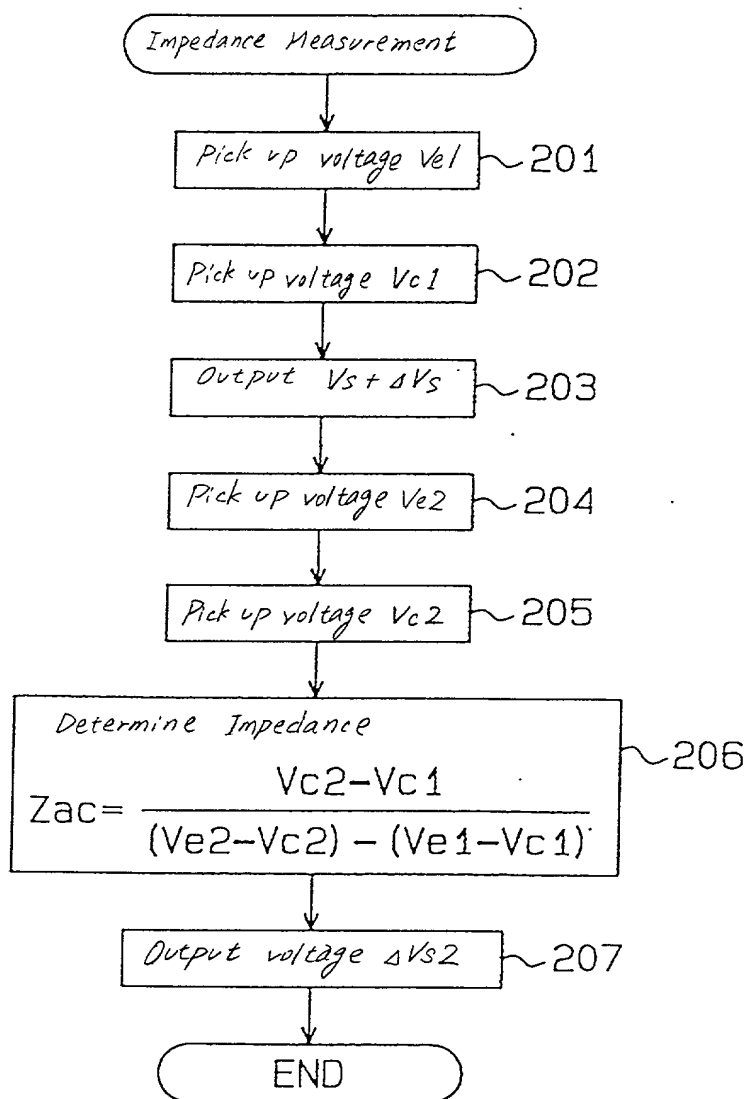 Impedance Measurement
Pick up voltage Ve1
201
Pick up voltage Vc1
202
Output Vs + ΔVs
203
Pick up voltage Ve2
204
Pick up voltage Vc2
205
Determine Impedance
206
Vc2-Vc1
Zac=
(Ve2-Vc2) - (Ve1-Vc1)
Output voltage ΔVs2
207
END